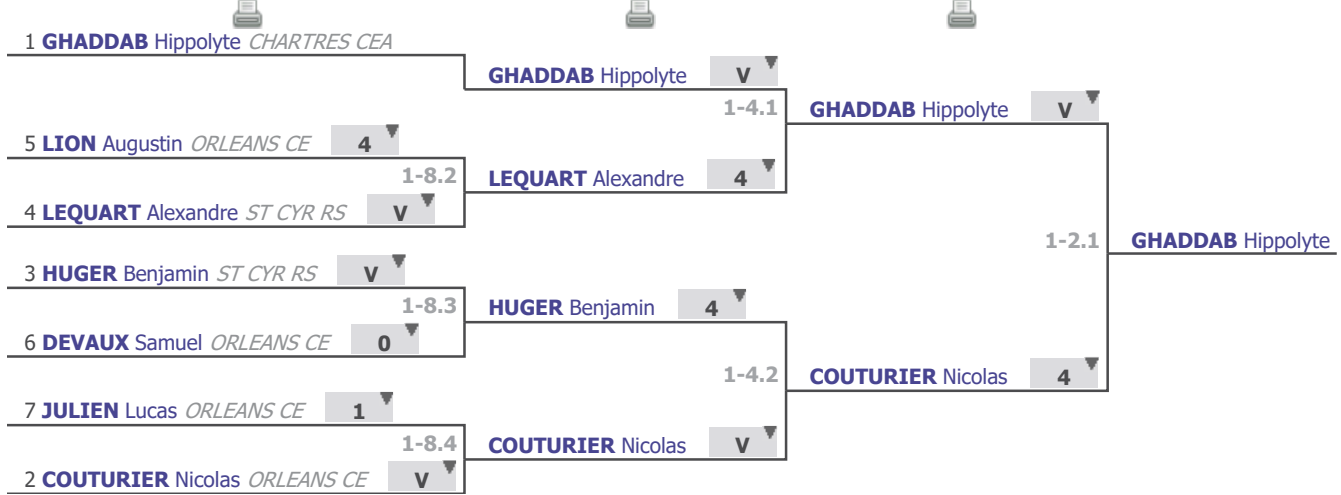 1 GHADDAB Hippolyte CHARTRES CEA
GHADDAB Hippolyte V
1-4.1
GHADDAB Hippolyte V
5 LION Augustin ORLEANS CE 4
1-8.2
LEQUART Alexandre 4
4 LEQUART Alexandre ST CYR RS V
1-2.1
GHADDAB Hippolyte
3 HUGER Benjamin ST CYR RS V
1-8.3
HUGER Benjamin 4
6 DEVAUX Samuel ORLEANS CE 0
1-4.2
COUTURIER Nicolas 4
7 JULIEN Lucas ORLEANS CE 1
1-8.4
COUTURIER Nicolas V
2 COUTURIER Nicolas ORLEANS CE V